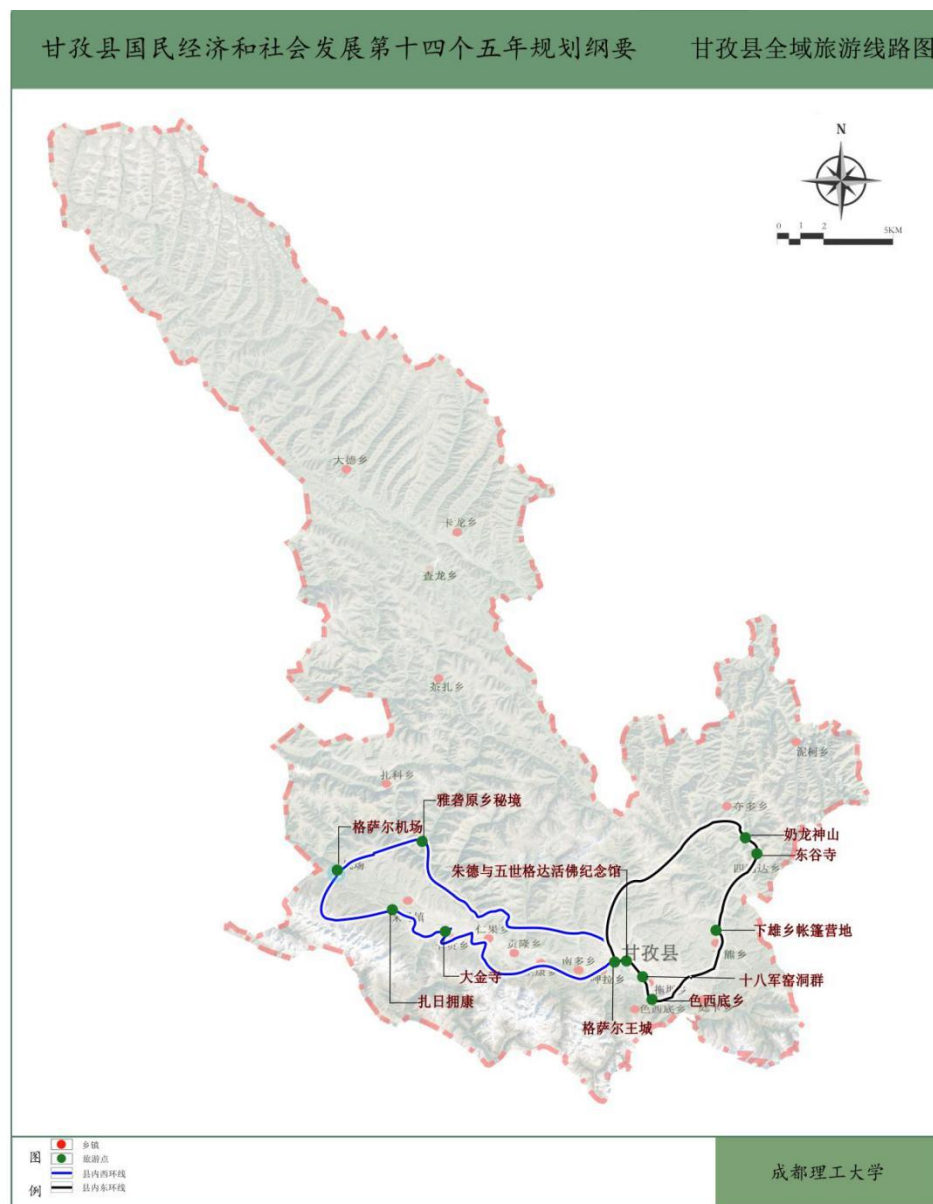 甘孜县国民经济和社会发展第十四个五年规划纲要 甘孜县全域旅游线路图
N
0 1 2 5KM
大德乡
卡龙乡
查龙乡
茶扎乡
泥柯乡
扎科乡
夺多乡
雅砻原乡秘境
格萨尔机场
奶龙神山
东谷寺
朱德与五世格达活佛纪念馆
下雄乡帐篷营地
仁果乡
贡隆乡
甘孜县
南多乡
大金寺
十八军窑洞群
扎日拥康
色西底乡
色西底乡
格萨尔王城
图例
乡镇
旅游点
县内西环线
县内东环线
成都理工大学